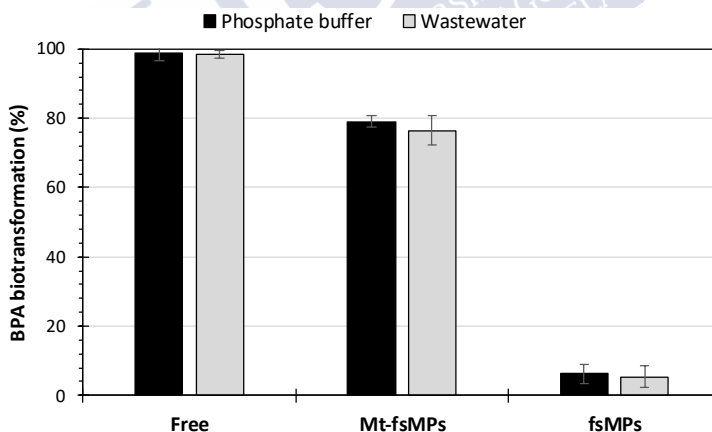 Phosphate buffer Wastewater
100
80
60
40
20
0
BPA biotransformation (%)
Free Mt-fsMPs fsMPs